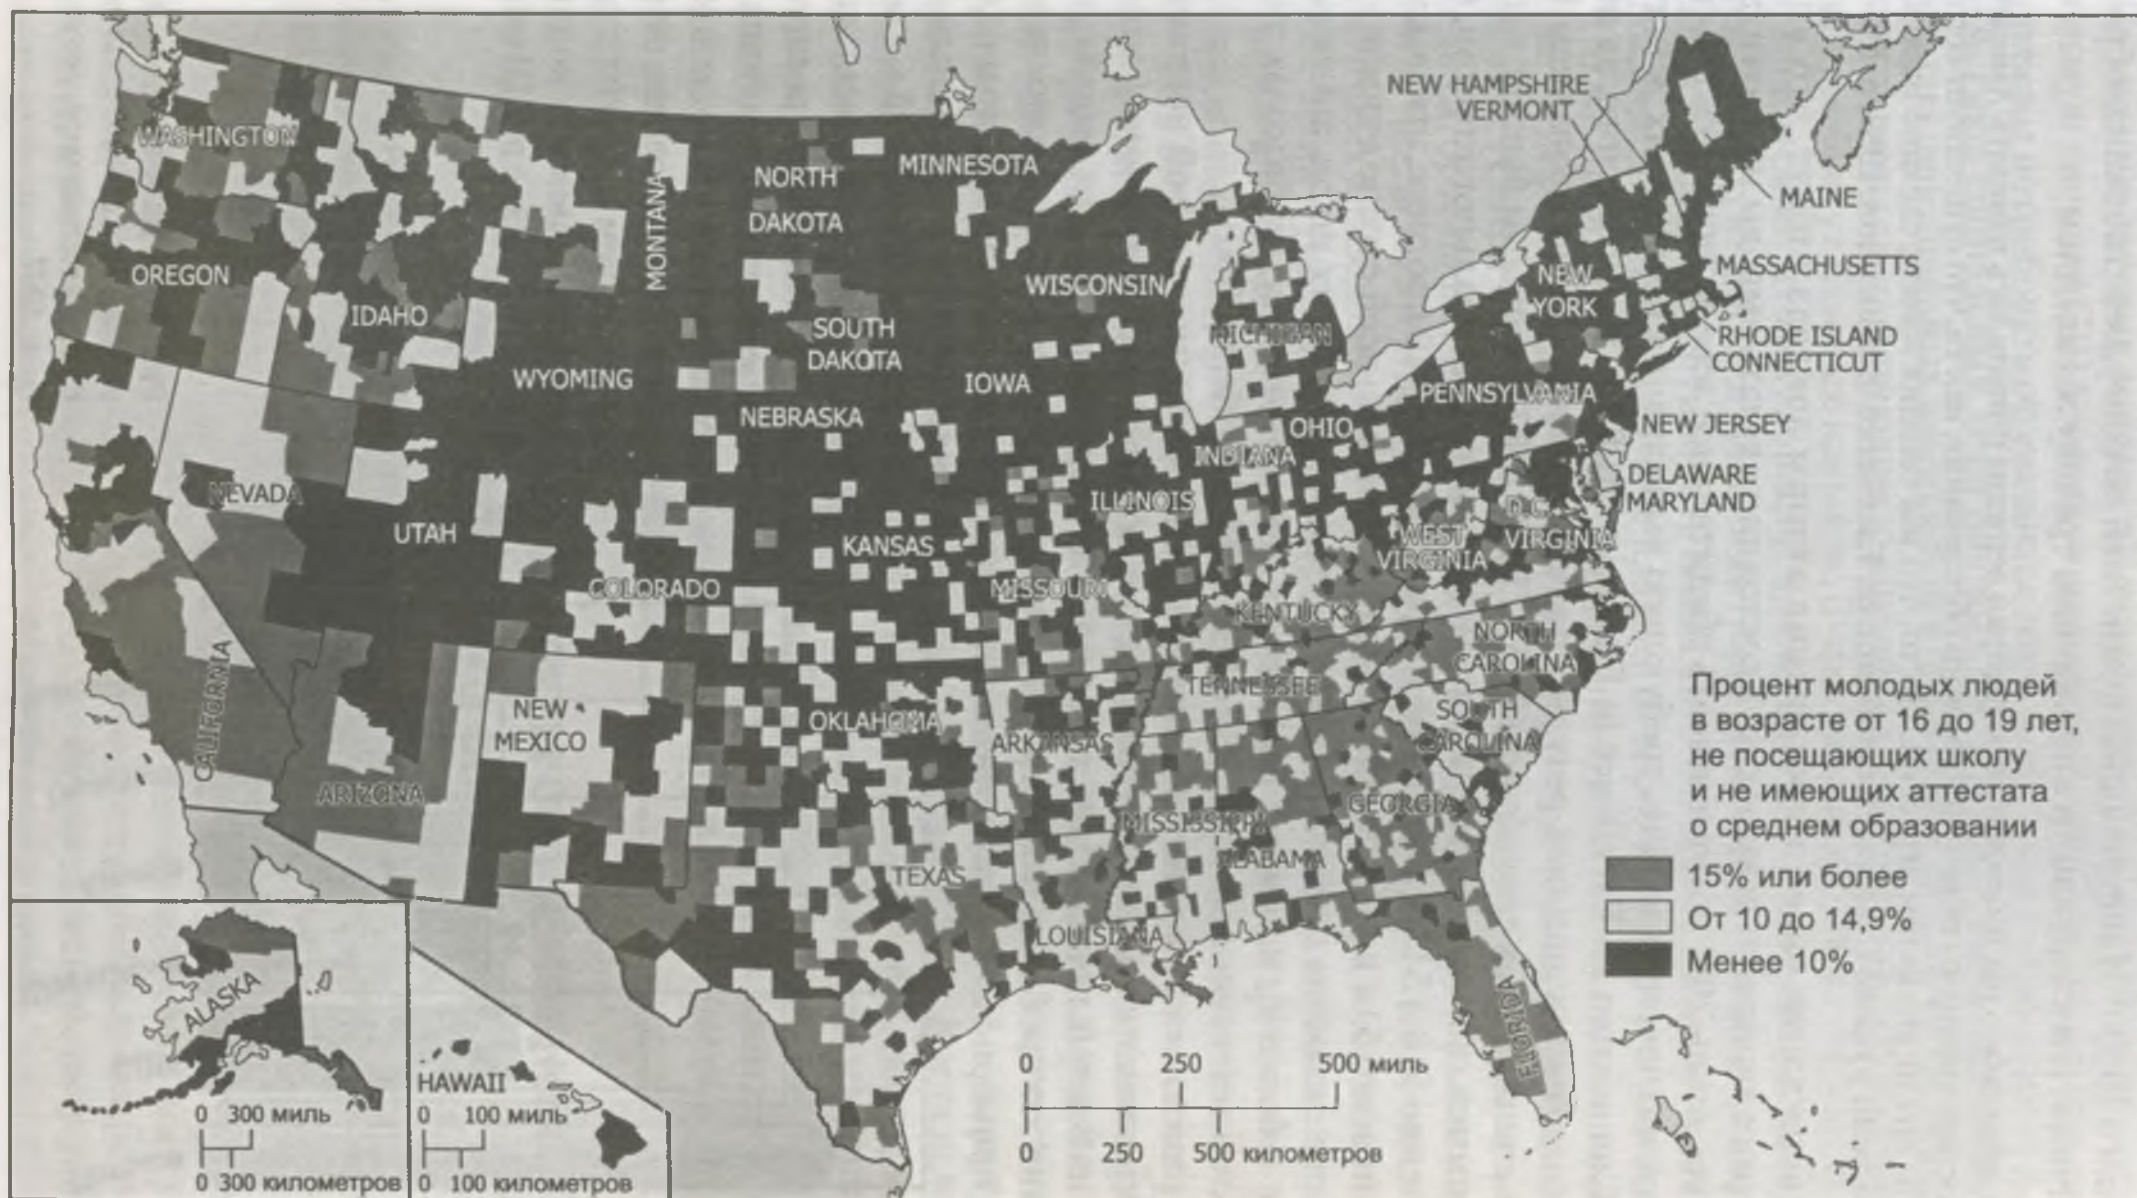 NEW HAMPSHIRE
VERMONT
WASHINGTON
MINNESOTA
NORTH
DAKOTA
MONTANA
MAINE
OREGON
IDAHO
WISCONSIN
NEW
YORK
MASSACHUSETTS
SOUTH
DAKOTA
MICHIGAN
RHODE ISLAND
CONNECTICUT
WYOMING
IOWA
PENNSYLVANIA
NEBRASKA
OHIO
NEW JERSEY
INDIANA
NEVADA
DELAWARE
MARYLAND
ILLINOIS
D.C.
UTAH
KANSAS
WEST
VIRGINIA
VIRGINIA
COLORADO
MISSOURI
KENTUCKY
NORTH
CAROLINA
CALIFORNIA
TENNESSEE
NEW
MEXICO
OKLAHOMA
SOUTH
CAROLINA
ARKANSAS
ARIZONA
GEORGIA
MISSISSIPPI
ALABAMA
TEXAS
LOUISIANA
FLORIDA
Процент молодых людей
в возрасте от 16 до 19 лет,
не посещающих школу
и не имеющих аттестата
о среднем образовании
15% или более
От 10 до 14,9%
Менее 10%
ALASKA
0 300 миль
0 300 километров
HAWAII
0 100 миль
0 100 километров
0 250 500 миль
0 250 500 километров